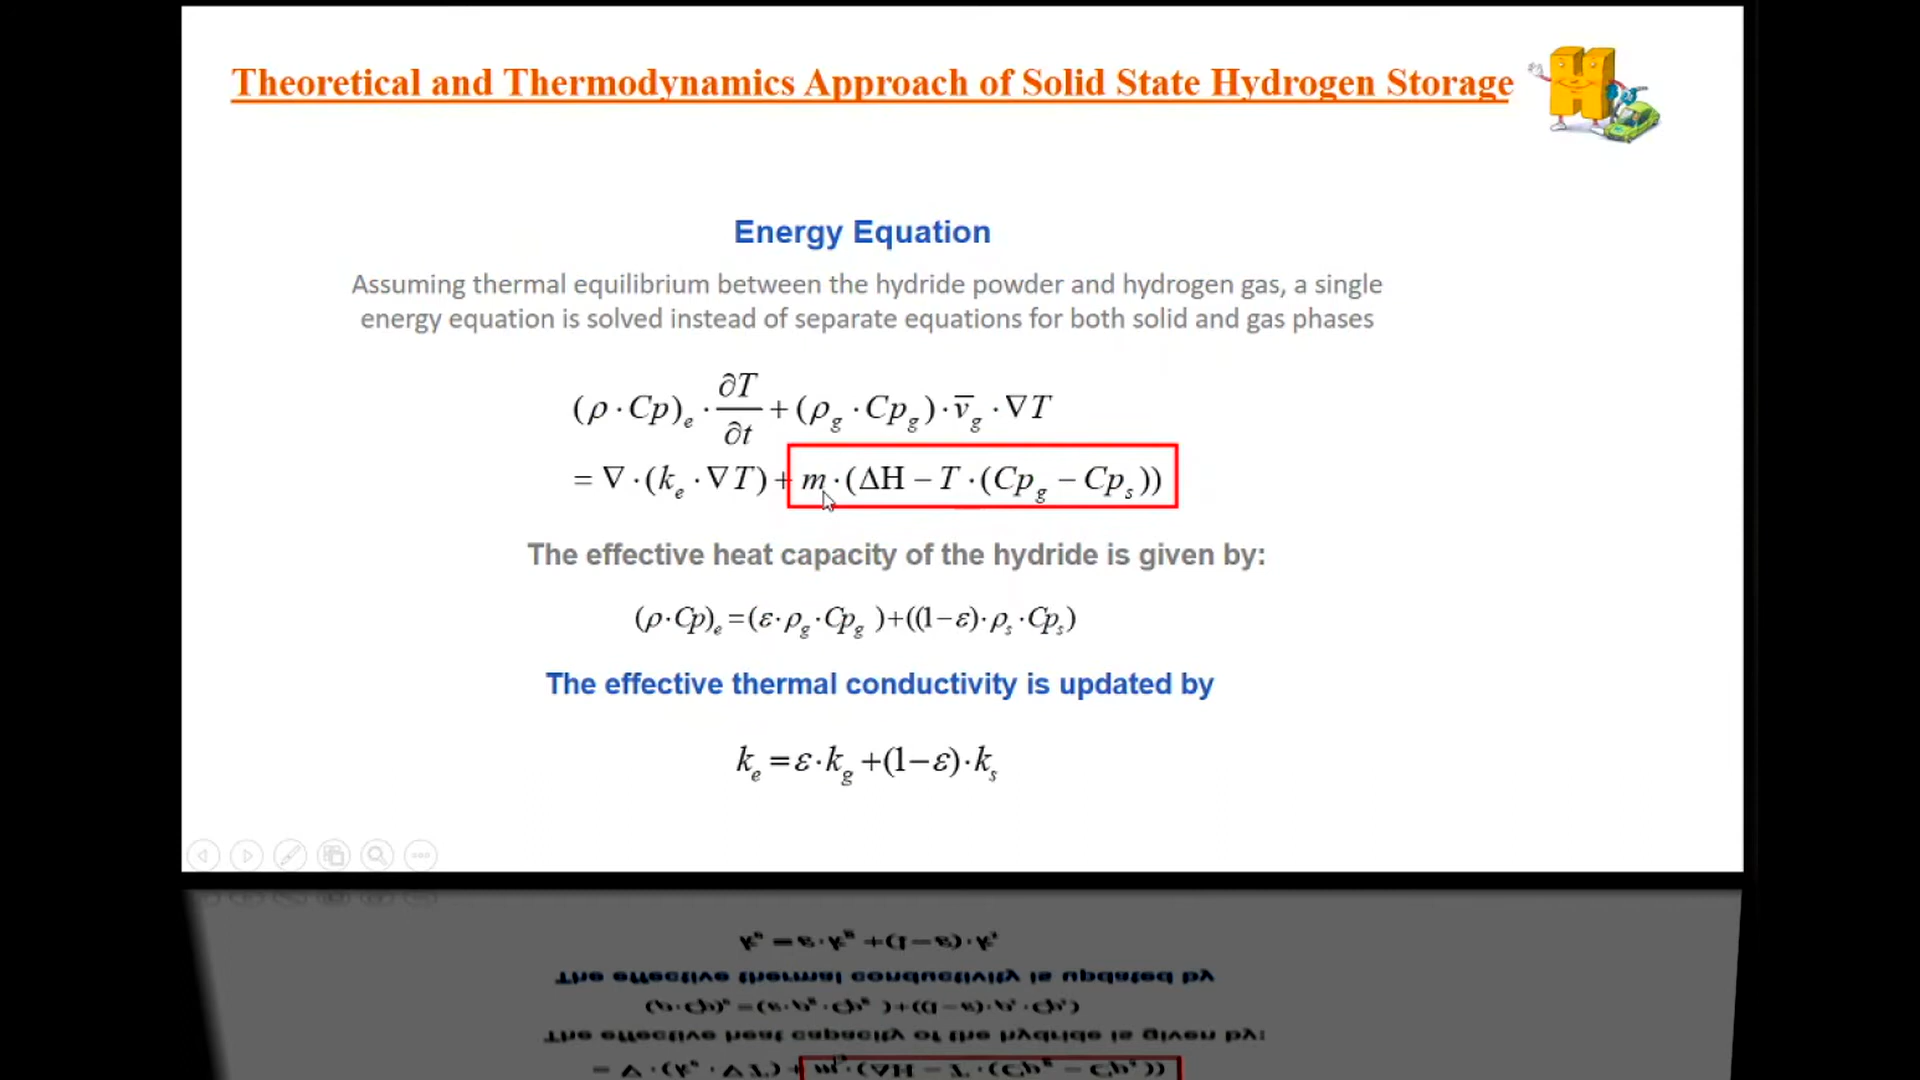 Theoretical and Thermodynamics Approach of Solid State Hydrogen Storage
Energy Equation
Assuming thermal equilibrium between the hydride powder and hydrogen gas, a single
energy equation is solved instead of separate equations for both solid and gas phases
(ρ · Cp)ₑ · ∂T/∂t + (ρ_g · Cp_g) · v̅_g · ∇T
= ∇ · (kₑ · ∇T) + m · (ΔH − T · (Cp_g − Cp_s))
The effective heat capacity of the hydride is given by:
(ρ·Cp)ₑ =(ε·ρ_g·Cp_g )+((1−ε)·ρ_s·Cp_s)
The effective thermal conductivity is updated by
kₑ =ε·k_g +(1−ε)·k_s